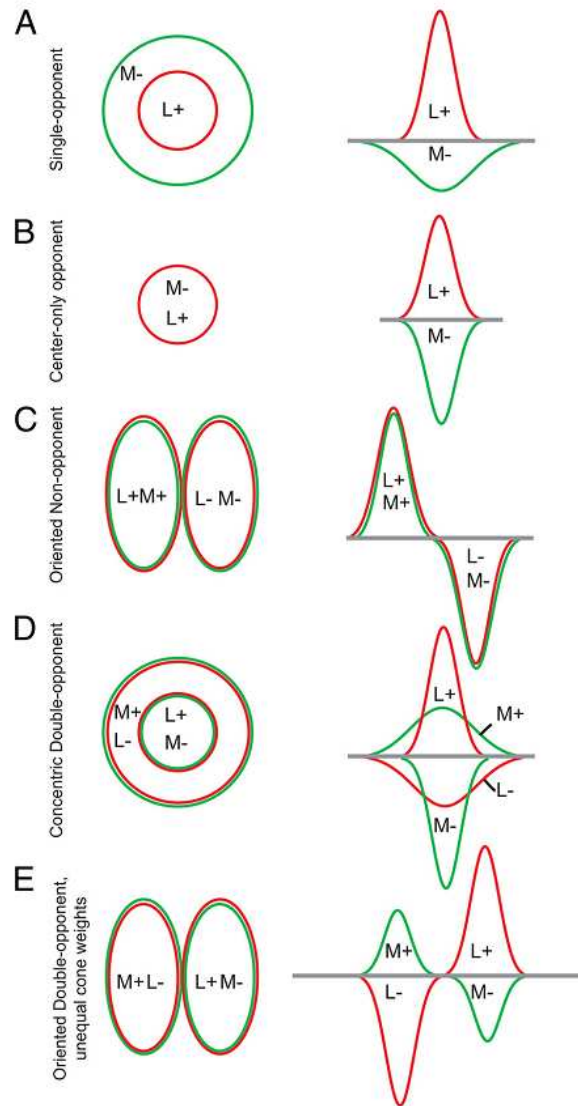 A
Single-opponent
M-
L+
L+
M-
B
Center-only opponent
M-
L+
L+
M-
C
Oriented Non-opponent
L+M+
L- M-
L+
M+
L-
M-
D
Concentric Double-opponent
M+
L+
L-
M-
L+
M+
L-
M-
E
Oriented Double-opponent,
unequal cone weights
M+L-
L+M-
M+
L+
L-
M-